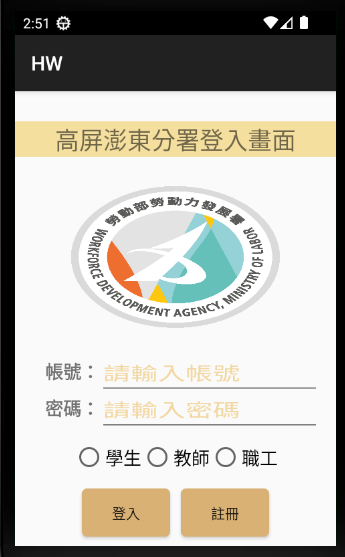 2:51
HW
高屏澎東分署登入畫面
勞動部勞動力發展署
WORKFORCE DEVELOPMENT AGENCY, MINISTRY OF LABOR
帳號： 請輸入帳號
密碼： 請輸入密碼
學生 教師 職工
登入 註冊